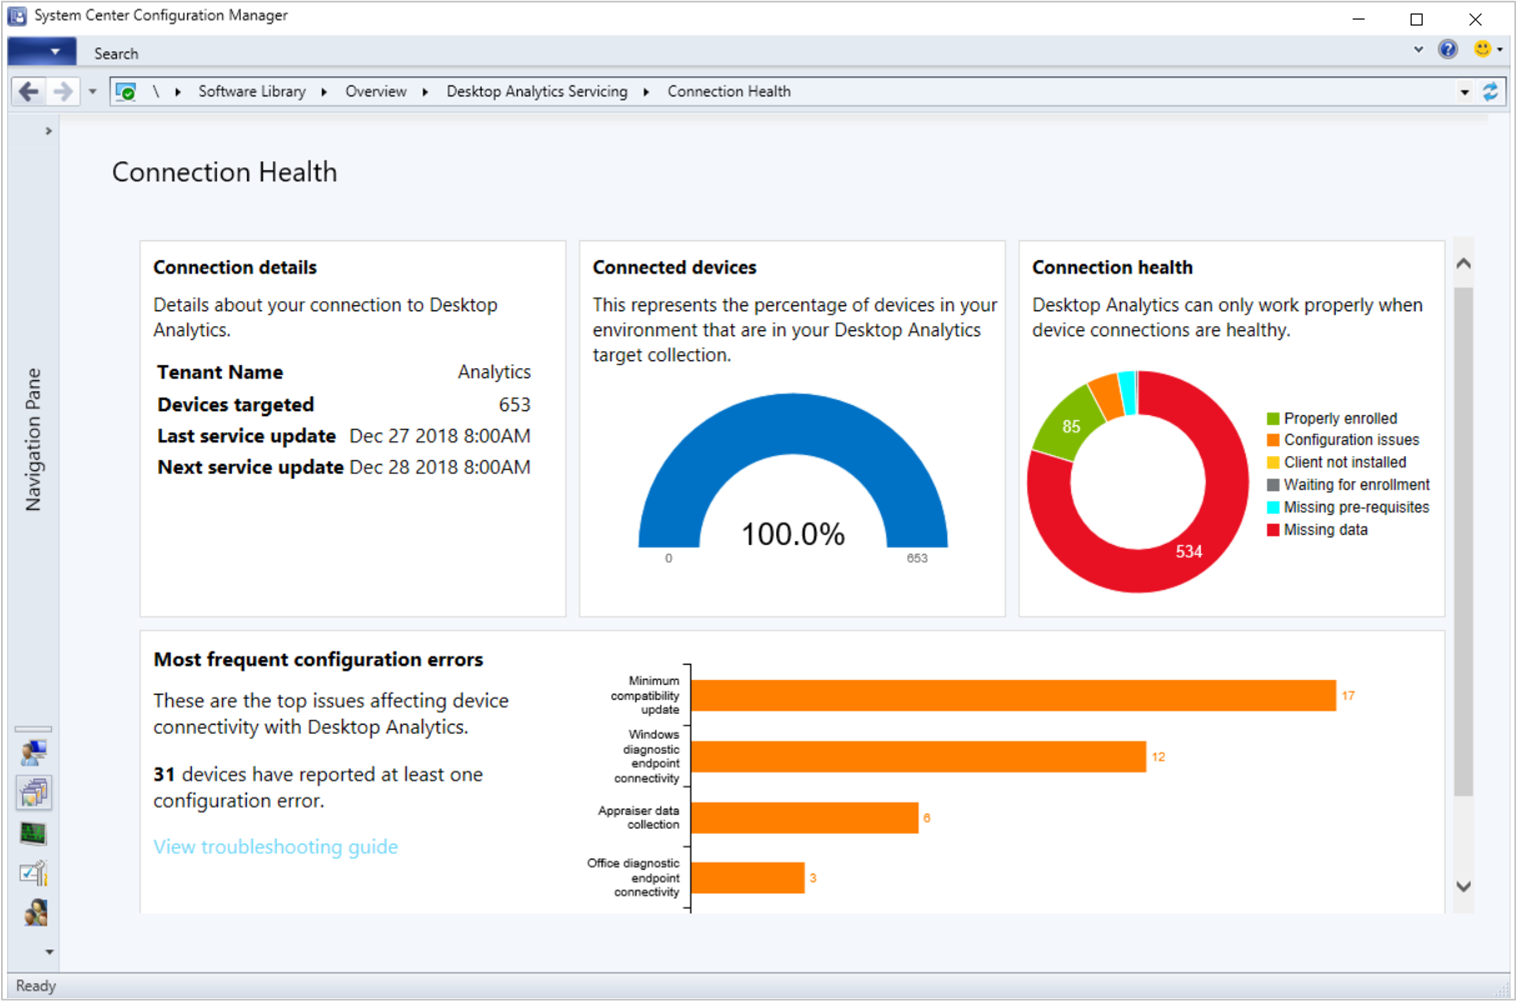 System Center Configuration Manager
Search
\ Software Library Overview Desktop Analytics Servicing Connection Health
Navigation Pane
Connection Health
Connection details
Details about your connection to Desktop
Analytics.
Tenant Name Analytics
Devices targeted 653
Last service update Dec 27 2018 8:00AM
Next service update Dec 28 2018 8:00AM
Connected devices
This represents the percentage of devices in your
environment that are in your Desktop Analytics
target collection.
100.0%
0 653
Connection health
Desktop Analytics can only work properly when
device connections are healthy.
85
534
Properly enrolled
Configuration issues
Client not installed
Waiting for enrollment
Missing pre-requisites
Missing data
Most frequent configuration errors
These are the top issues affecting device
connectivity with Desktop Analytics.
31 devices have reported at least one
configuration error.
View troubleshooting guide
Minimum
compatibility
update
17
Windows
diagnostic
endpoint
connectivity
12
Appraiser data
collection
6
Office diagnostic
endpoint
connectivity
3
Ready